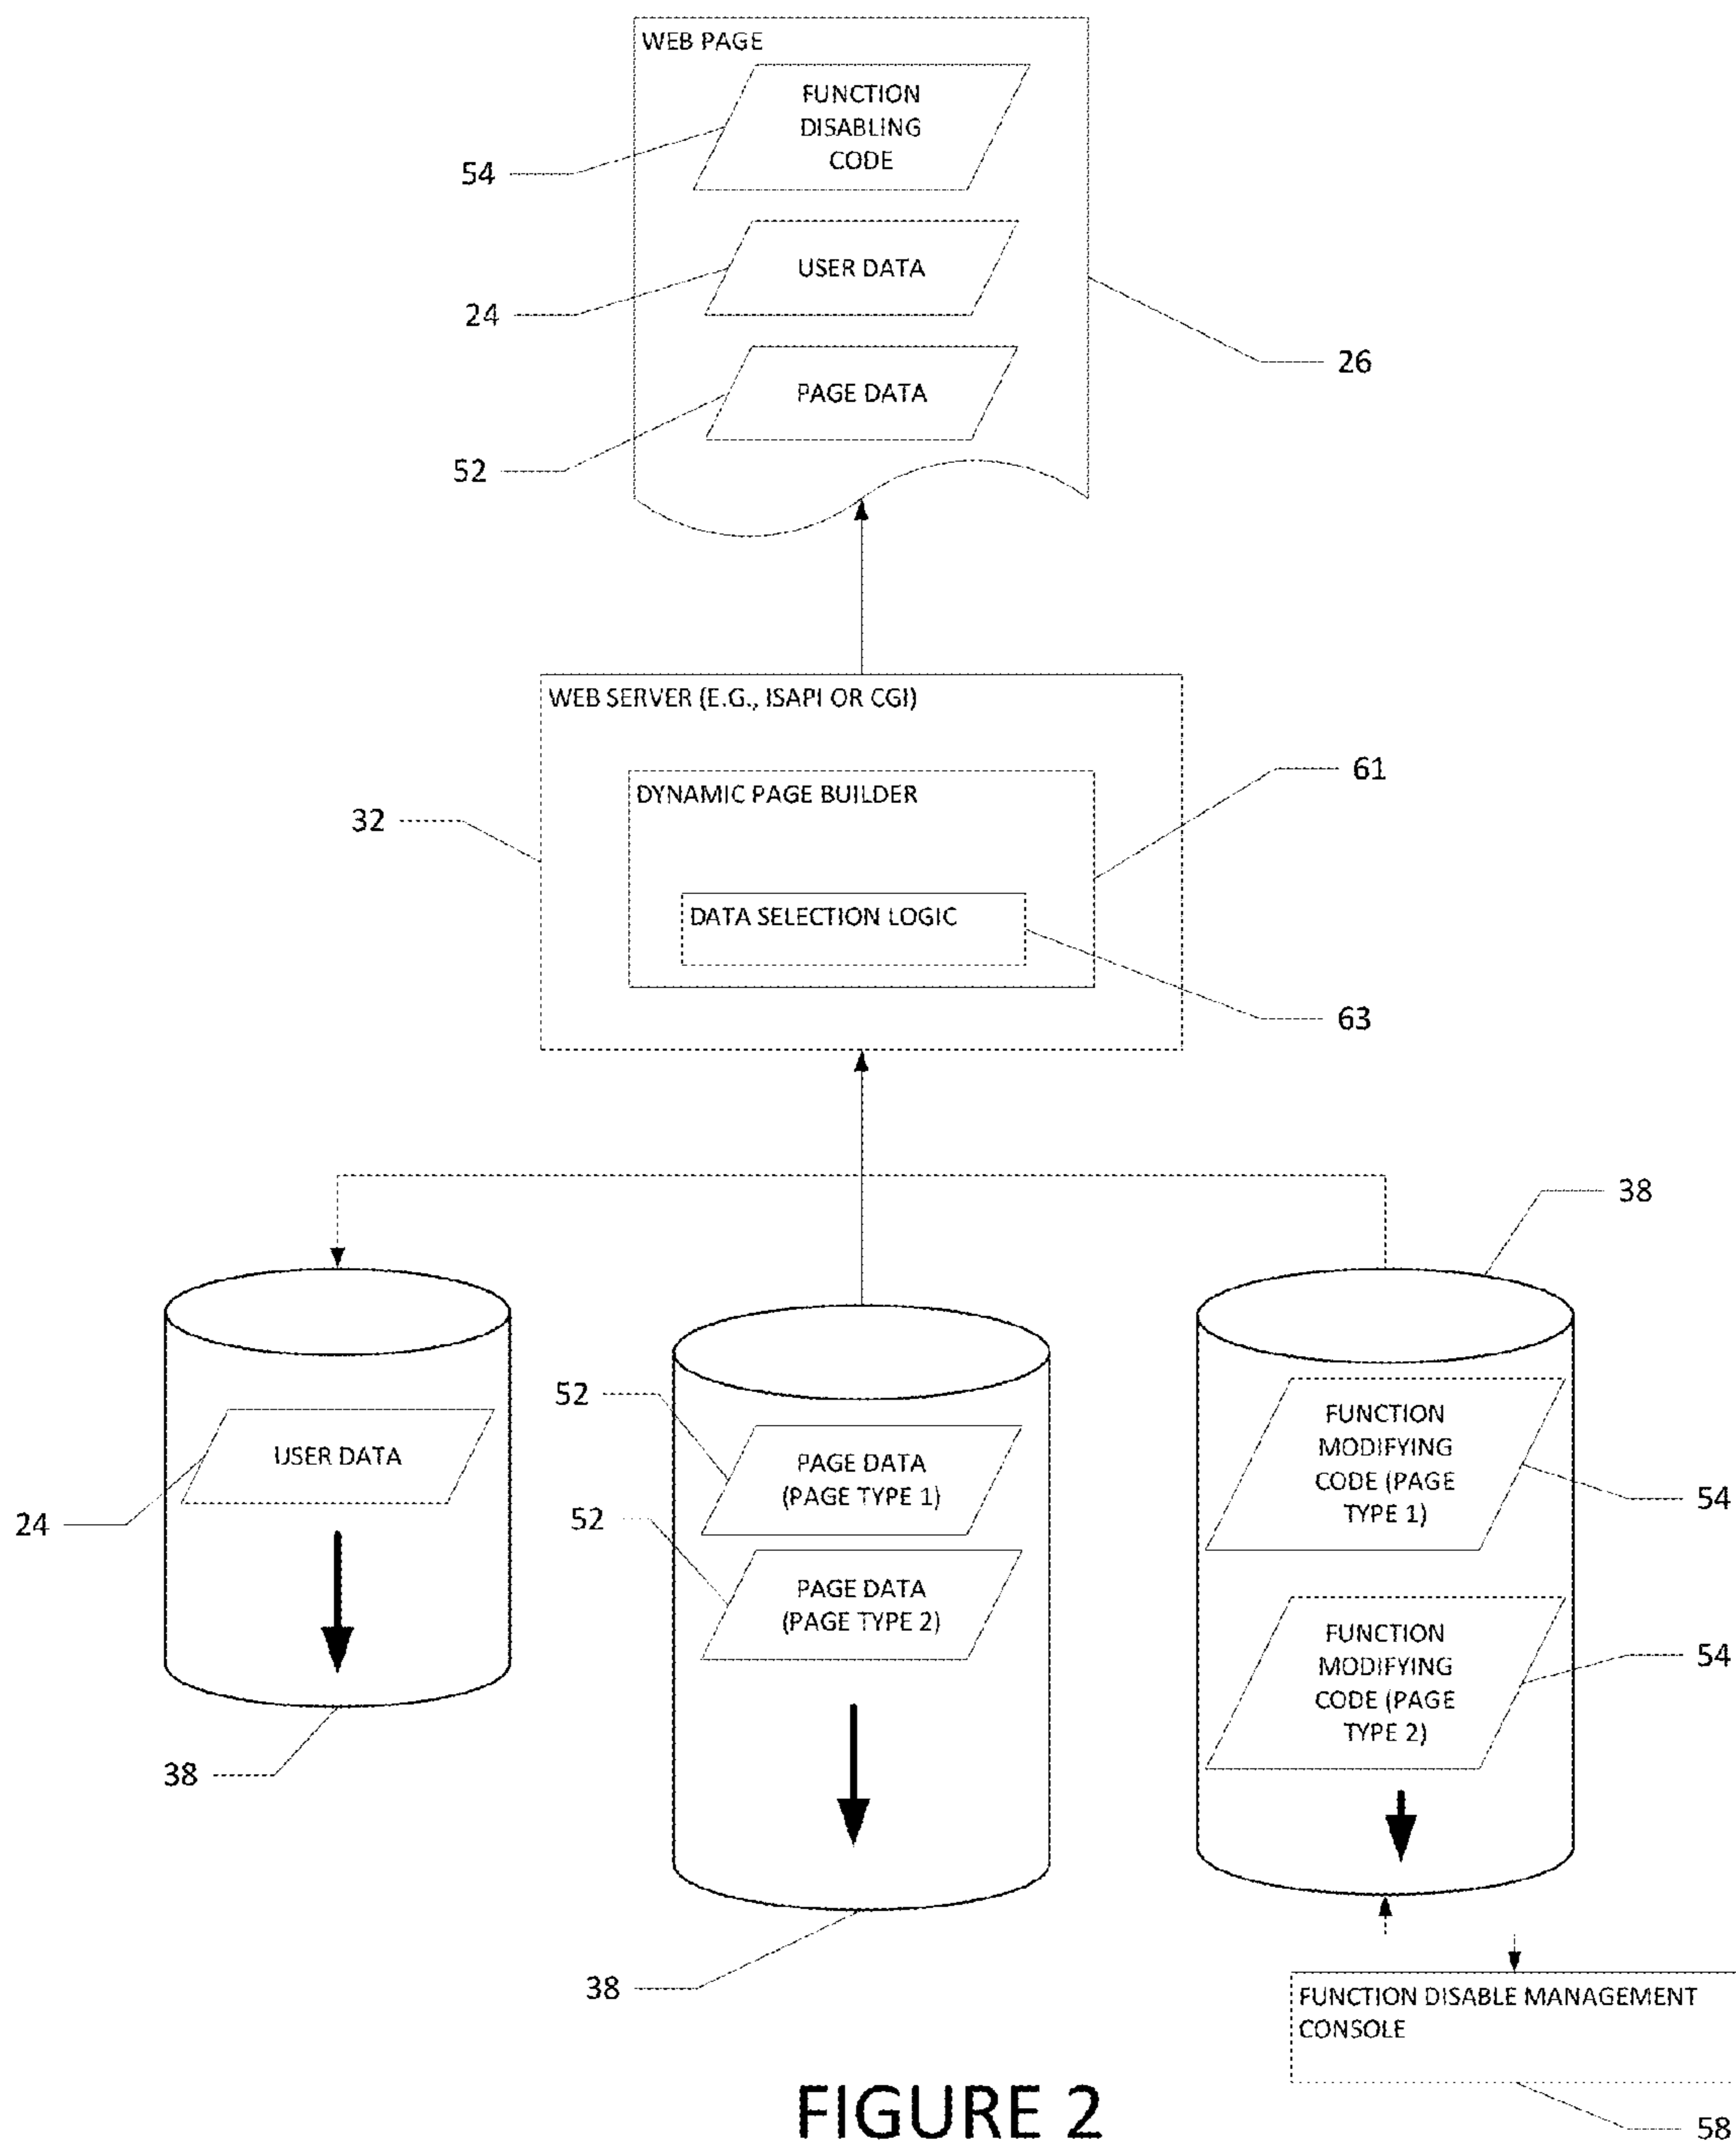 WEB PAGE
FUNCTION
DISABLING
CODE
54
USER DATA
24
26
PAGE DATA
52
WEB SERVER (E.G., ISAPI OR CGI)
61
DYNAMIC PAGE BUILDER
32
DATA SELECTION LOGIC
63
38
52
FUNCTION
MODIFYING
CODE (PAGE
TYPE 1)
USER DATA
PAGE DATA
(PAGE TYPE 1)
54
24
52
PAGE DATA
(PAGE TYPE 2)
FUNCTION
MODIFYING
CODE (PAGE
TYPE 2)
54
38
38
FUNCTION DISABLE MANAGEMENT
CONSOLE
FIGURE 2
58